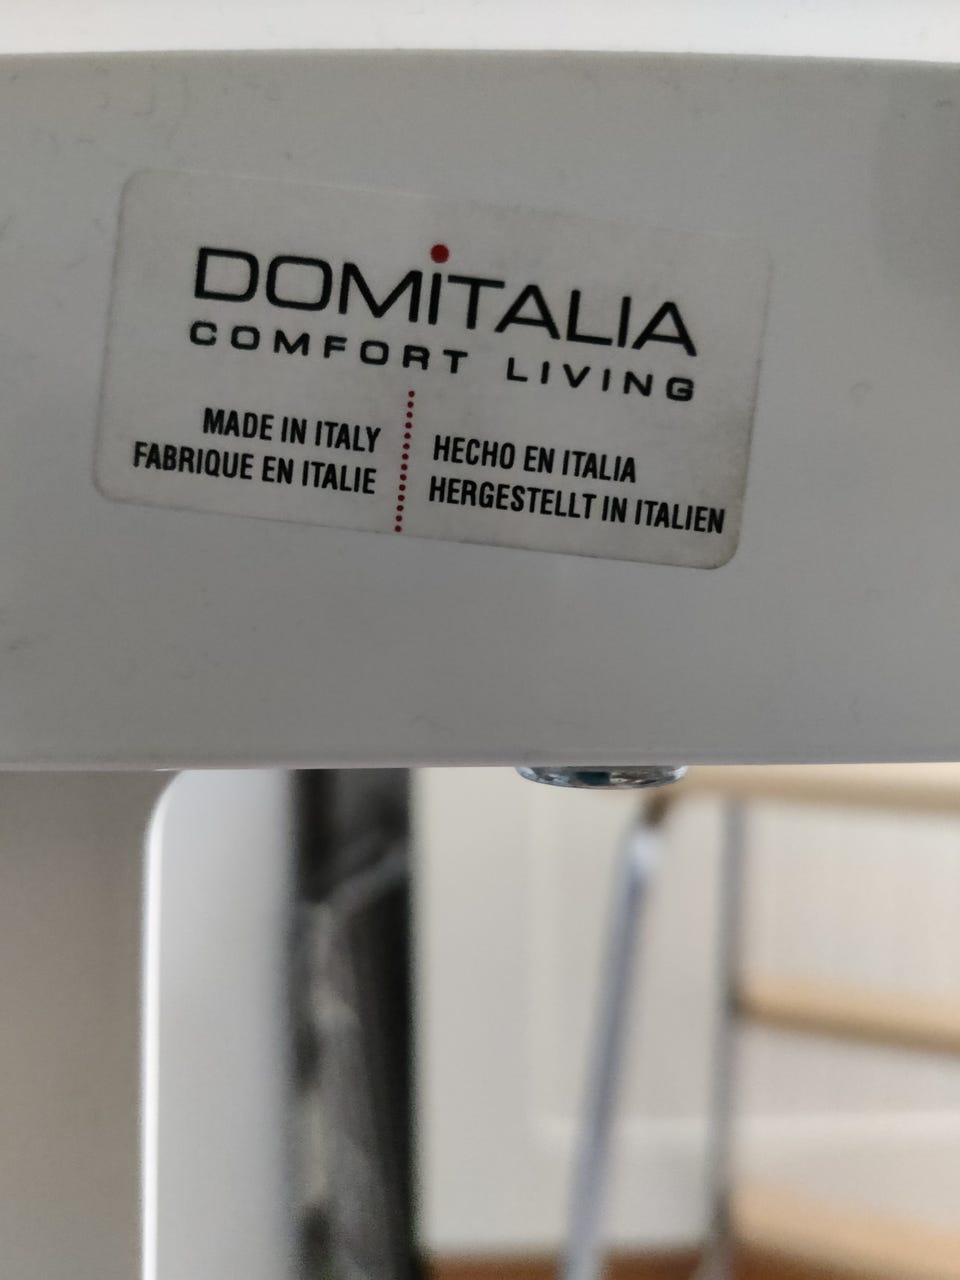 DOMITALIA
COMFORT LIVING
MADE IN ITALY
FABRIQUE EN ITALIE
HECHO EN ITALIA
HERGESTELLT IN ITALIEN